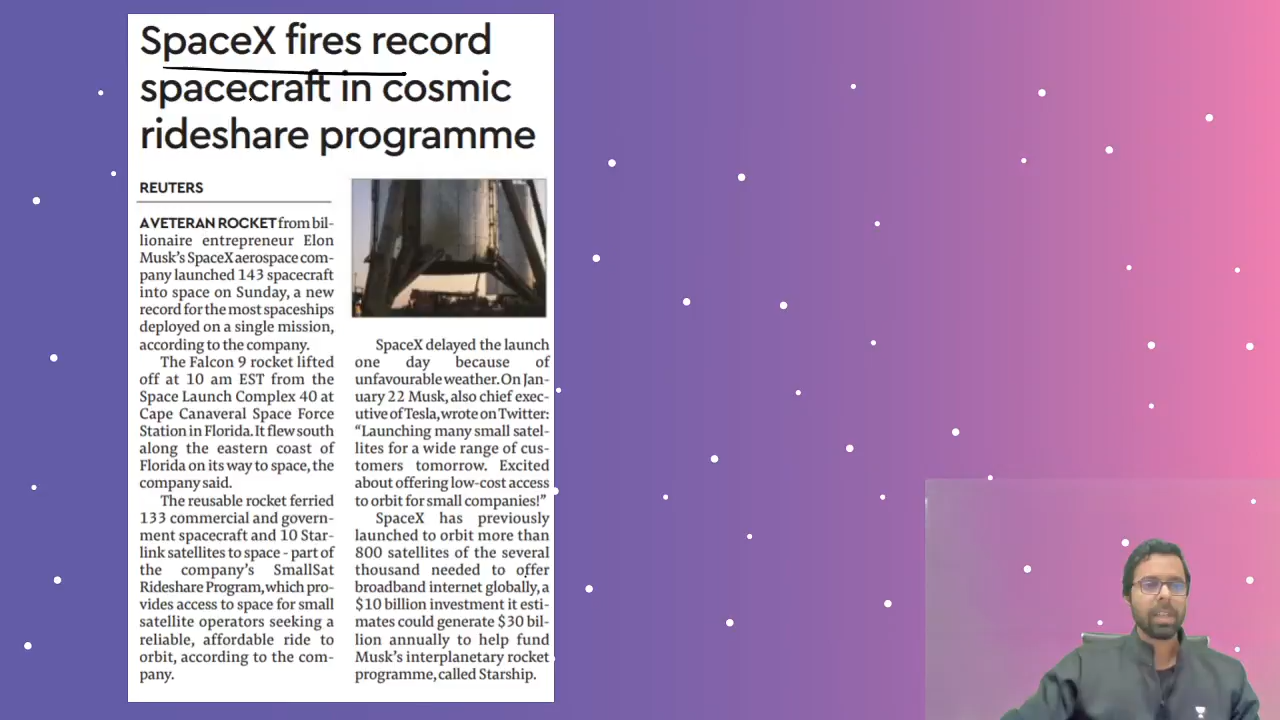 SpaceX fires record
spacecraft in cosmic
rideshare programme
REUTERS
A VETERAN ROCKET from bil-
lionaire entrepreneur Elon
Musk's SpaceX aerospace com-
pany launched 143 spacecraft
into space on Sunday, a new
record for the most spaceships
deployed on a single mission,
according to the company.
The Falcon 9 rocket lifted
off at 10 am EST from the
Space Launch Complex 40 at
Cape Canaveral Space Force
Station in Florida. It flew south
along the eastern coast of
Florida on its way to space, the
company said.
The reusable rocket ferried
133 commercial and govern-
ment spacecraft and 10 Star-
link satellites to space - part of
the company's SmallSat
Rideshare Program, which pro-
vides access to space for small
satellite operators seeking a
reliable, affordable ride to
orbit, according to the com-
pany.
SpaceX delayed the launch
one day because of
unfavourable weather. On Jan-
uary 22 Musk, also chief exec-
utive of Tesla, wrote on Twitter:
“Launching many small satel-
lites for a wide range of cus-
tomers tomorrow. Excited
about offering low-cost access
to orbit for small companies!”
SpaceX has previously
launched to orbit more than
800 satellites of the several
thousand needed to offer
broadband internet globally, a
$10 billion investment it esti-
mates could generate $30 bil-
lion annually to help fund
Musk's interplanetary rocket
programme, called Starship.